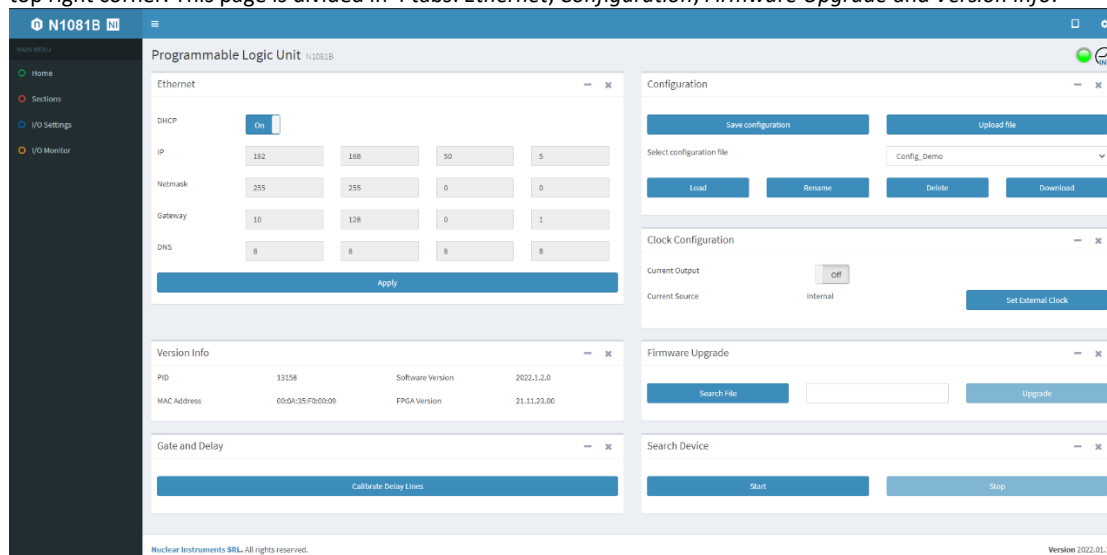 top right corner. This page is divided in 4 tabs: Ethernet, Configuration, Firmware Upgrade and Version Info.
N1081B
MAIN MENU
Home
Sections
I/O Settings
I/O Monitor
Programmable Logic Unit N1081B
Ethernet
DHCP On
IP 192 168 50 5
Netmask 255 255 0 0
Gateway 10 128 0 1
DNS 8 8 8 8
Apply
Configuration
Save configuration Upload file
Select configuration file Config_Demo
Load Rename Delete Download
Clock Configuration
Current Output Off
Current Source Internal Set External Clock
Version Info
PID 13158 Software Version 2022.1.2.0
MAC Address 00:0A:35:F0:00:09 FPGA Version 21.11.23.00
Firmware Upgrade
Search File Upgrade
Gate and Delay
Calibrate Delay Lines
Search Device
Start Stop
Nuclear Instruments SRL. All rights reserved.
Version 2022.01.